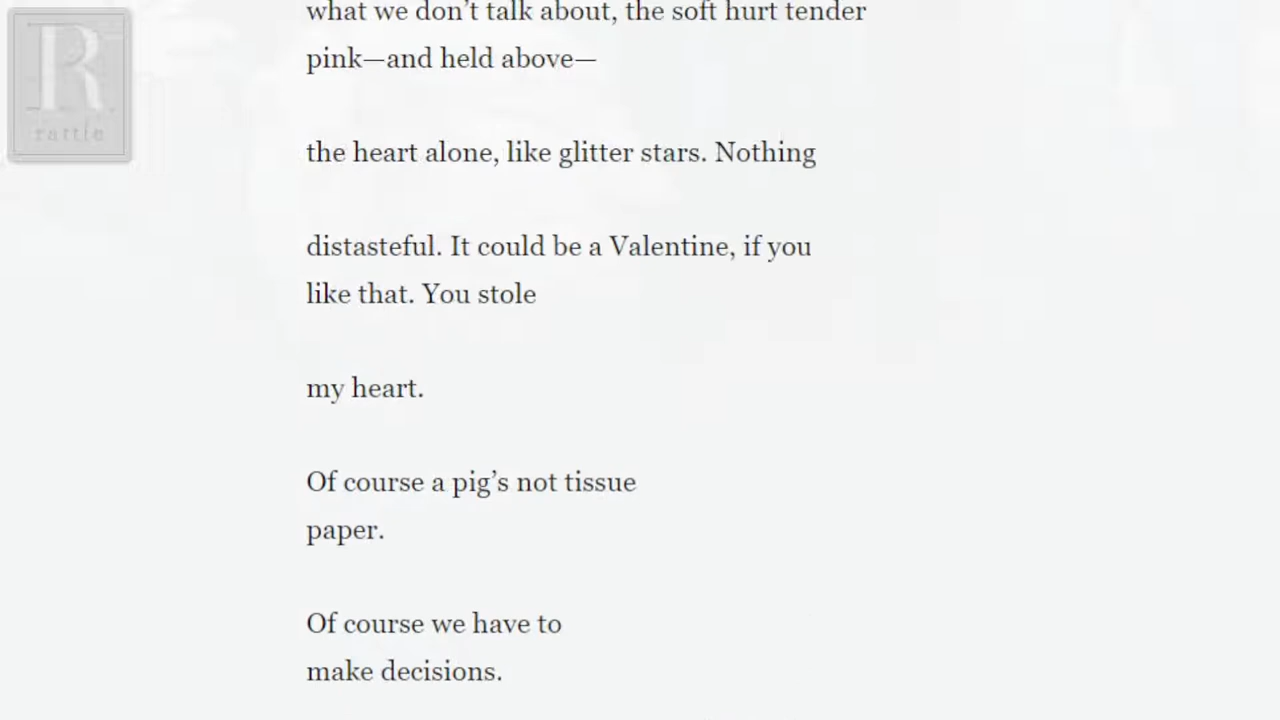 R
rattle
what we don’t talk about, the soft hurt tender
pink—and held above—
the heart alone, like glitter stars. Nothing
distasteful. It could be a Valentine, if you
like that. You stole
my heart.
Of course a pig’s not tissue
paper.
Of course we have to
make decisions.